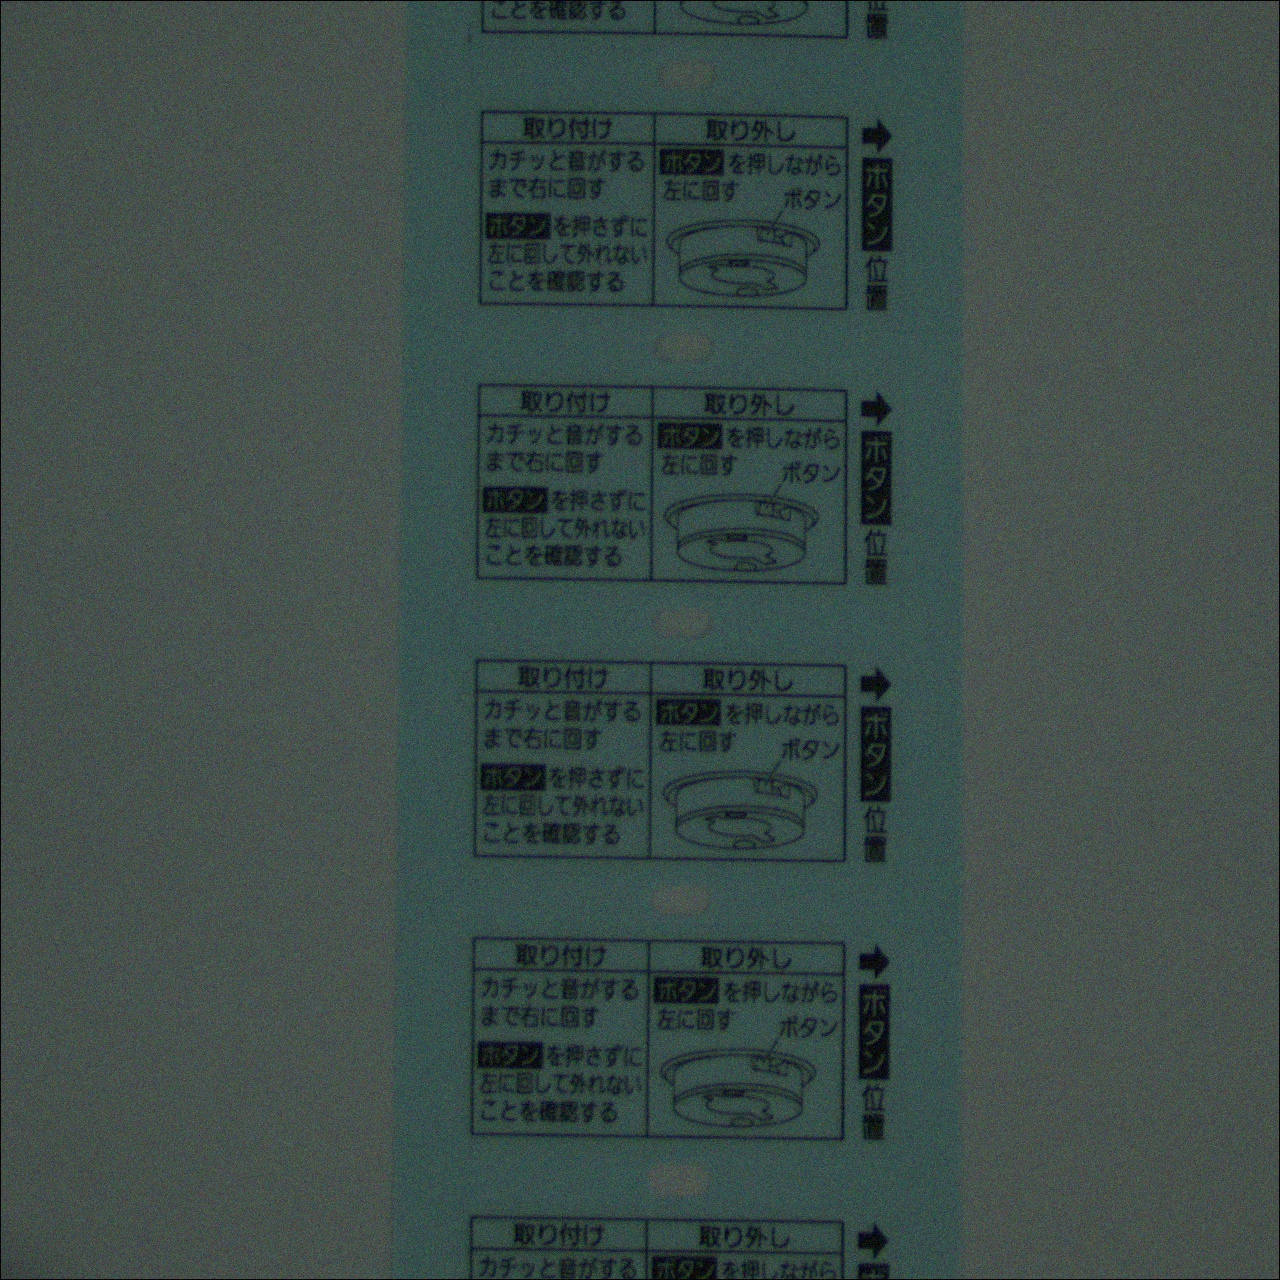 ことを確認する
位置
取り付け 取り外し
カチッと音がする
まで右に回す
ボタンを押さずに
左に回して外れない
ことを確認する
ボタンを押しながら
左に回す
ボタン
➡ボタン位置
取り付け 取り外し
カチッと音がする
まで右に回す
ボタンを押さずに
左に回して外れない
ことを確認する
ボタンを押しながら
左に回す
ボタン
➡ボタン位置
取り付け 取り外し
カチッと音がする
まで右に回す
ボタンを押さずに
左に回して外れない
ことを確認する
ボタンを押しながら
左に回す
ボタン
➡ボタン位置
取り付け 取り外し
カチッと音がする
まで右に回す
ボタンを押さずに
左に回して外れない
ことを確認する
ボタンを押しながら
左に回す
ボタン
➡ボタン位置
取り付け 取り外し
カチッと音がする
ボタンを押しながら
➡